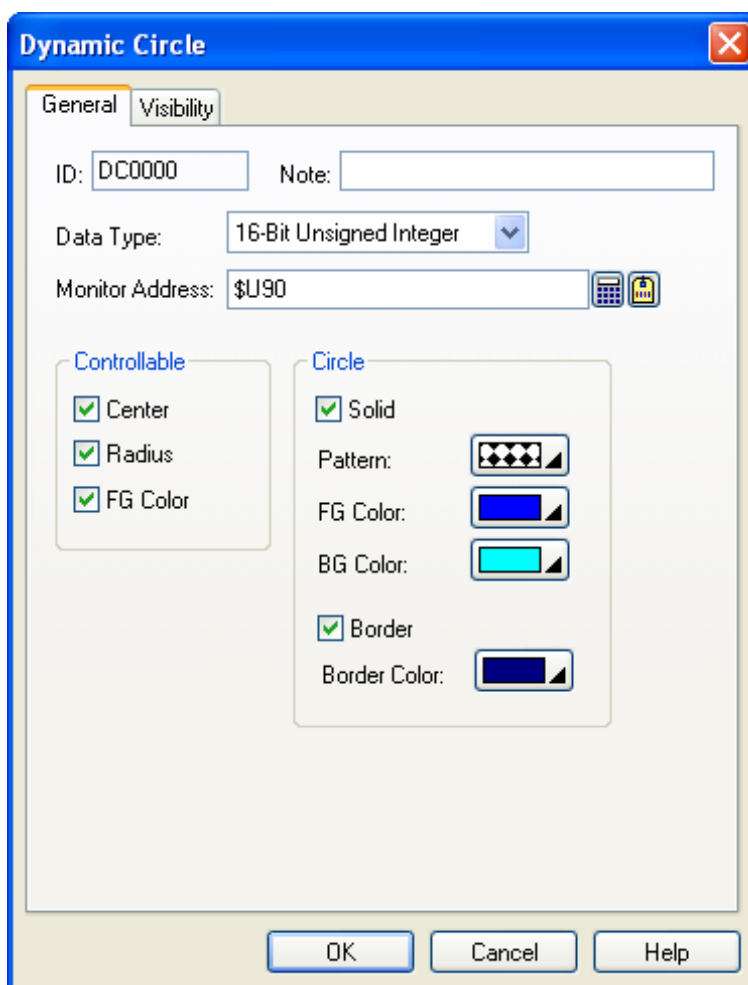 Dynamic Circle
General Visibility
ID: DC0000 Note:
Data Type: 16-Bit Unsigned Integer
Monitor Address: $U90
Controllable Circle
Center Solid
Radius Pattern:
FG Color FG Color:
BG Color:
Border
Border Color:
OK Cancel Help